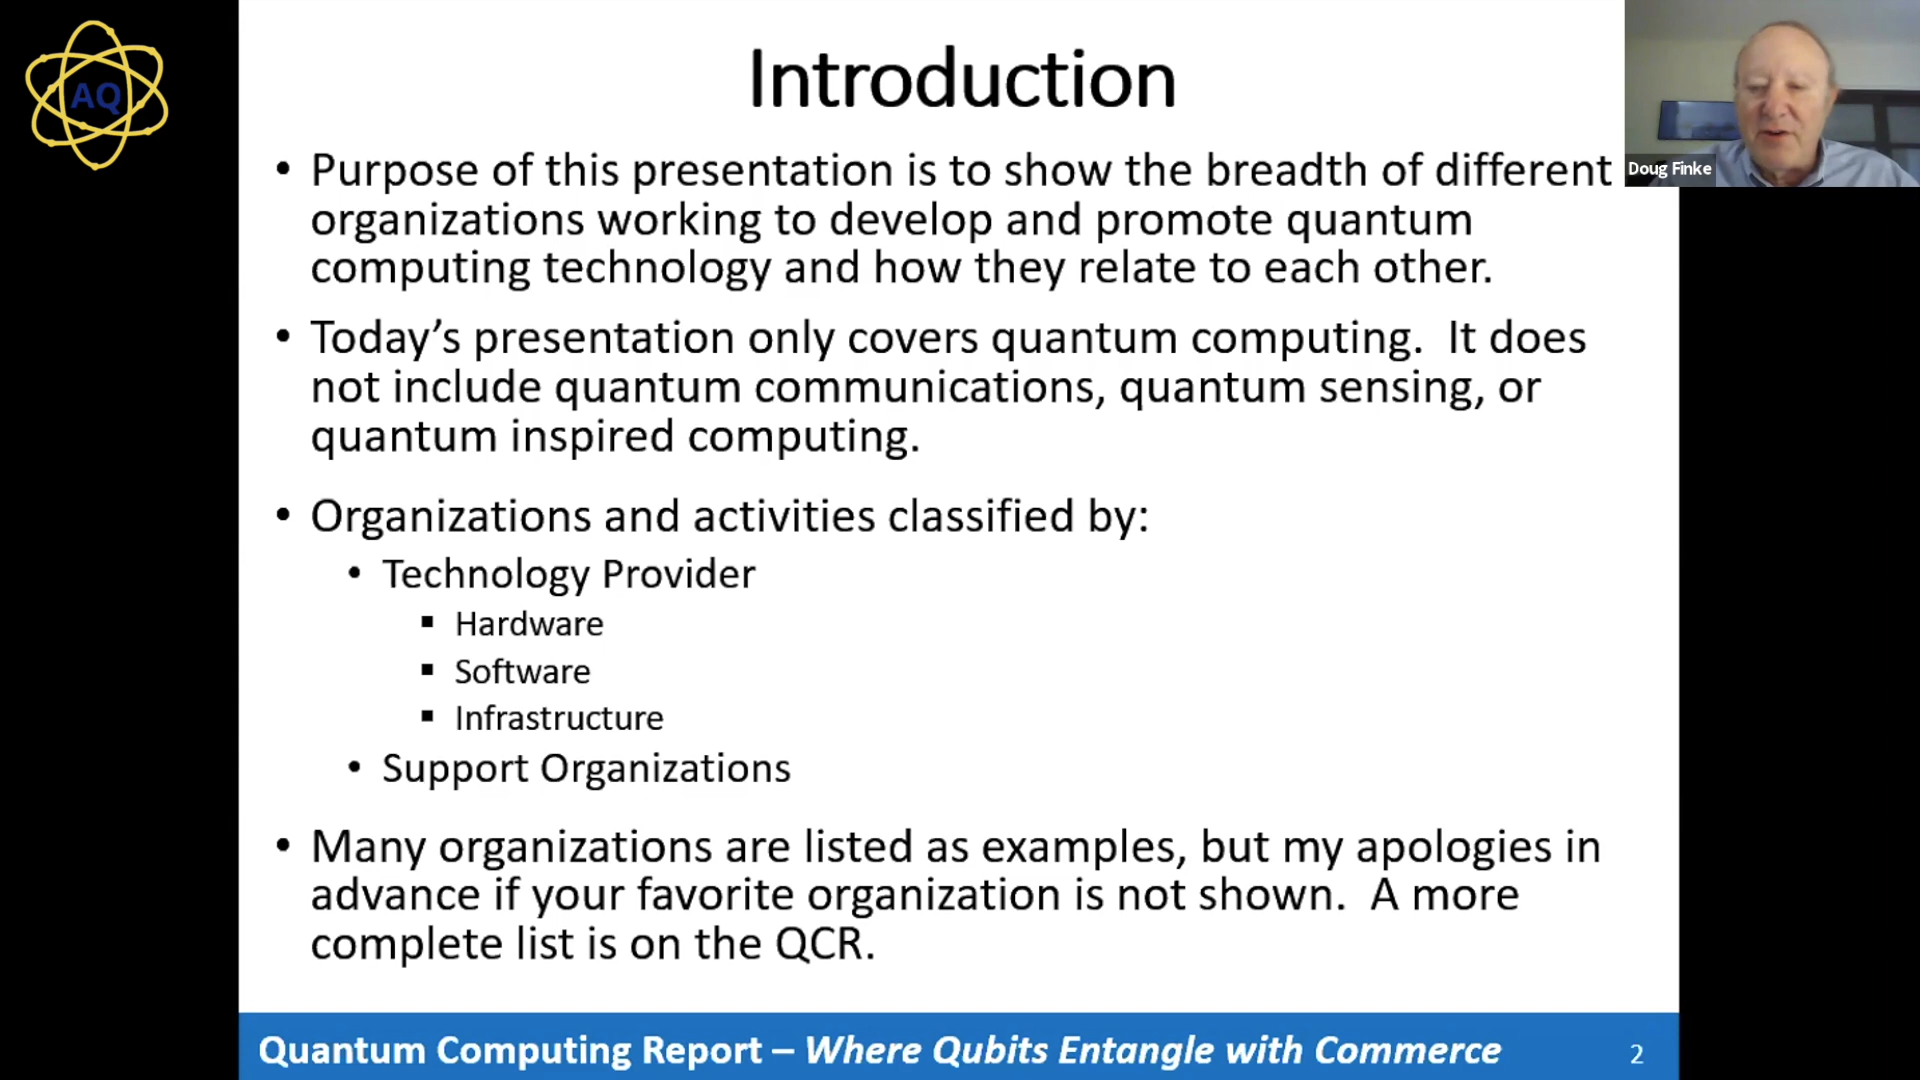 AQ
Introduction
• Purpose of this presentation is to show the breadth of different
organizations working to develop and promote quantum
computing technology and how they relate to each other.
• Today’s presentation only covers quantum computing.  It does
not include quantum communications, quantum sensing, or
quantum inspired computing.
• Organizations and activities classified by:
• Technology Provider
▪ Hardware
▪ Software
▪ Infrastructure
• Support Organizations
• Many organizations are listed as examples, but my apologies in
advance if your favorite organization is not shown.  A more
complete list is on the QCR.
Quantum Computing Report – Where Qubits Entangle with Commerce
2
Doug Finke